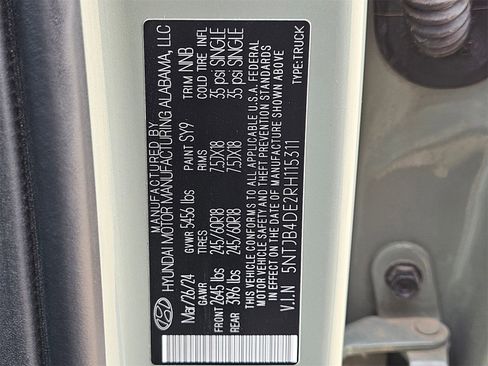 MANUFACTURED BY
HYUNDAI MOTOR MANUFACTURING ALABAMA, LLC
Mar/26/24 GVWR 5456 lbs PAINT SY9 TRIM NNB
GAWR TIRES RIMS COLD TIRE INFL
FRONT 2645 lbs 245/60R18 7.5JX18 35 psi SINGLE
REAR 3396 lbs 245/60R18 7.5JX18 35 psi SINGLE
THIS VEHICLE CONFORMS TO ALL APPLICABLE U.S.A. FEDERAL
MOTOR VEHICLE SAFETY AND THEFT PREVENTION STANDARDS
IN EFFECT ON THE DATE OF MANUFACTURE SHOWN ABOVE
V.I.N 5NTJB4DE2RH115311 TYPE:TRUCK